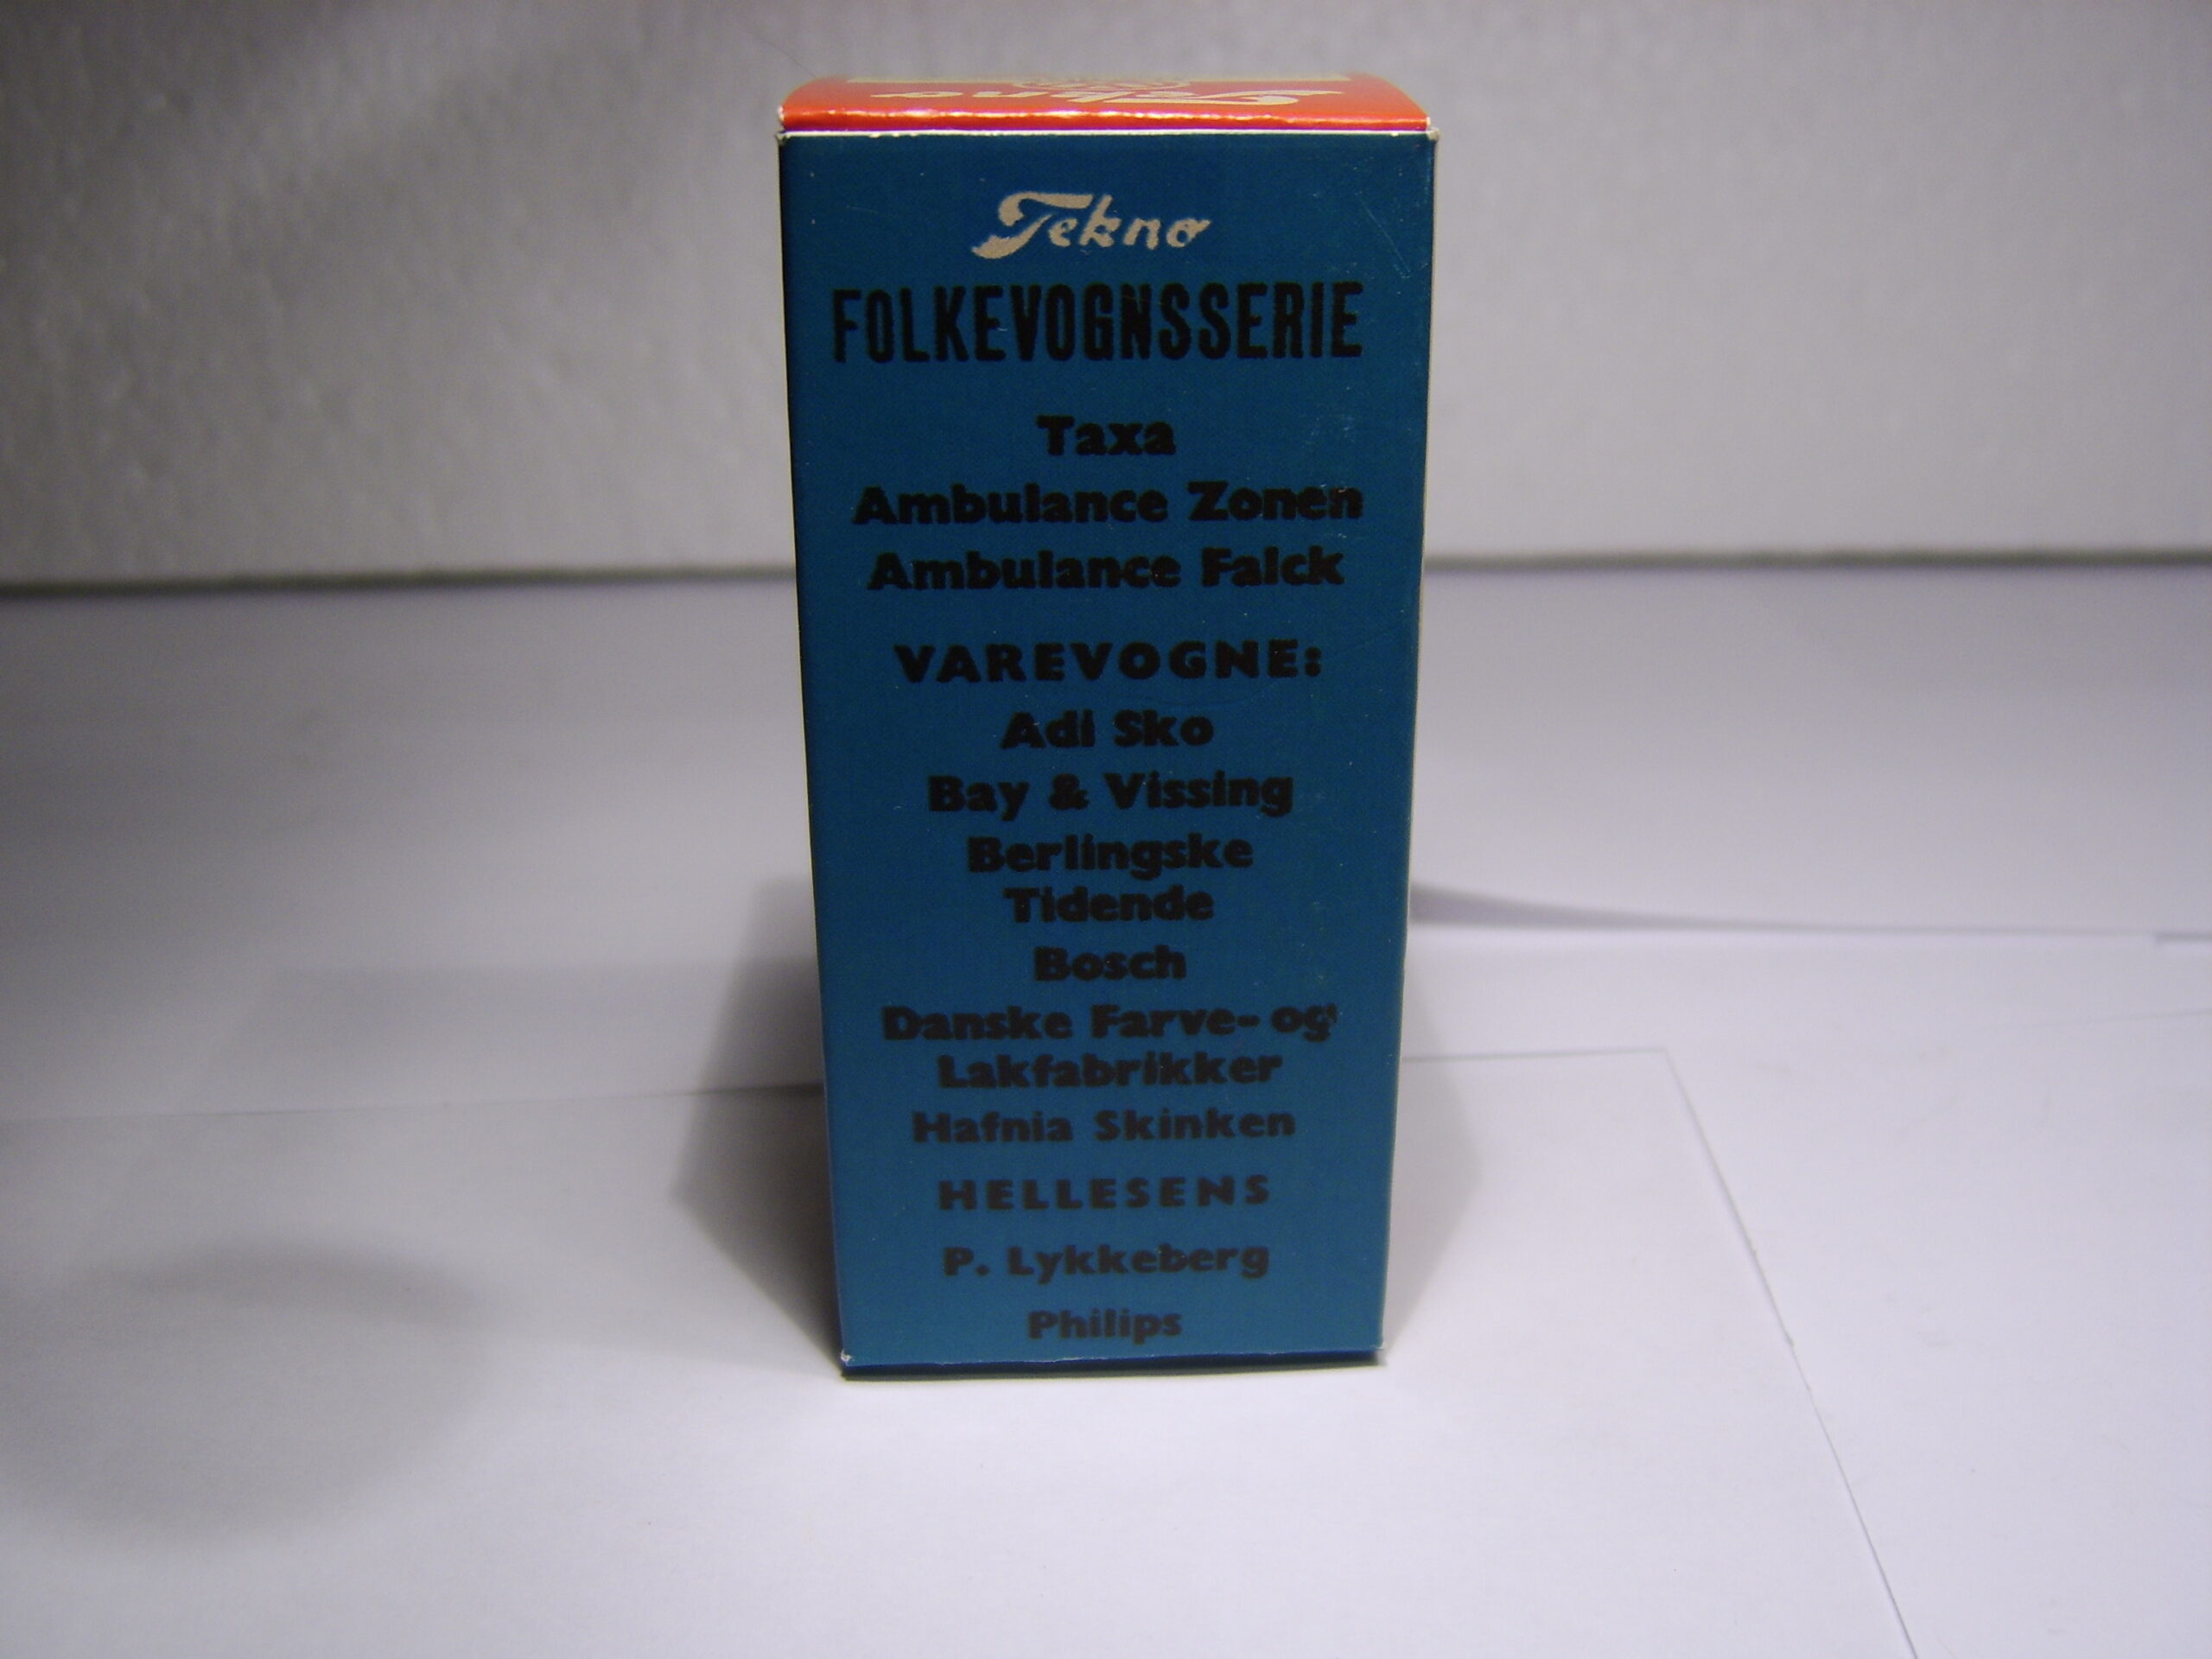 Tekno
Tekno
FOLKEVOGNSSERIE
Taxa
Ambulance Zonen
Ambulance Falck
VAREVOGNE:
Adi Sko
Bay & Vissing
Berlingske
Tidende
Bosch
Danske Farve- og
Lakfabrikker
Hafnia Skinken
HELLESENS
P. Lykkeberg
Philips